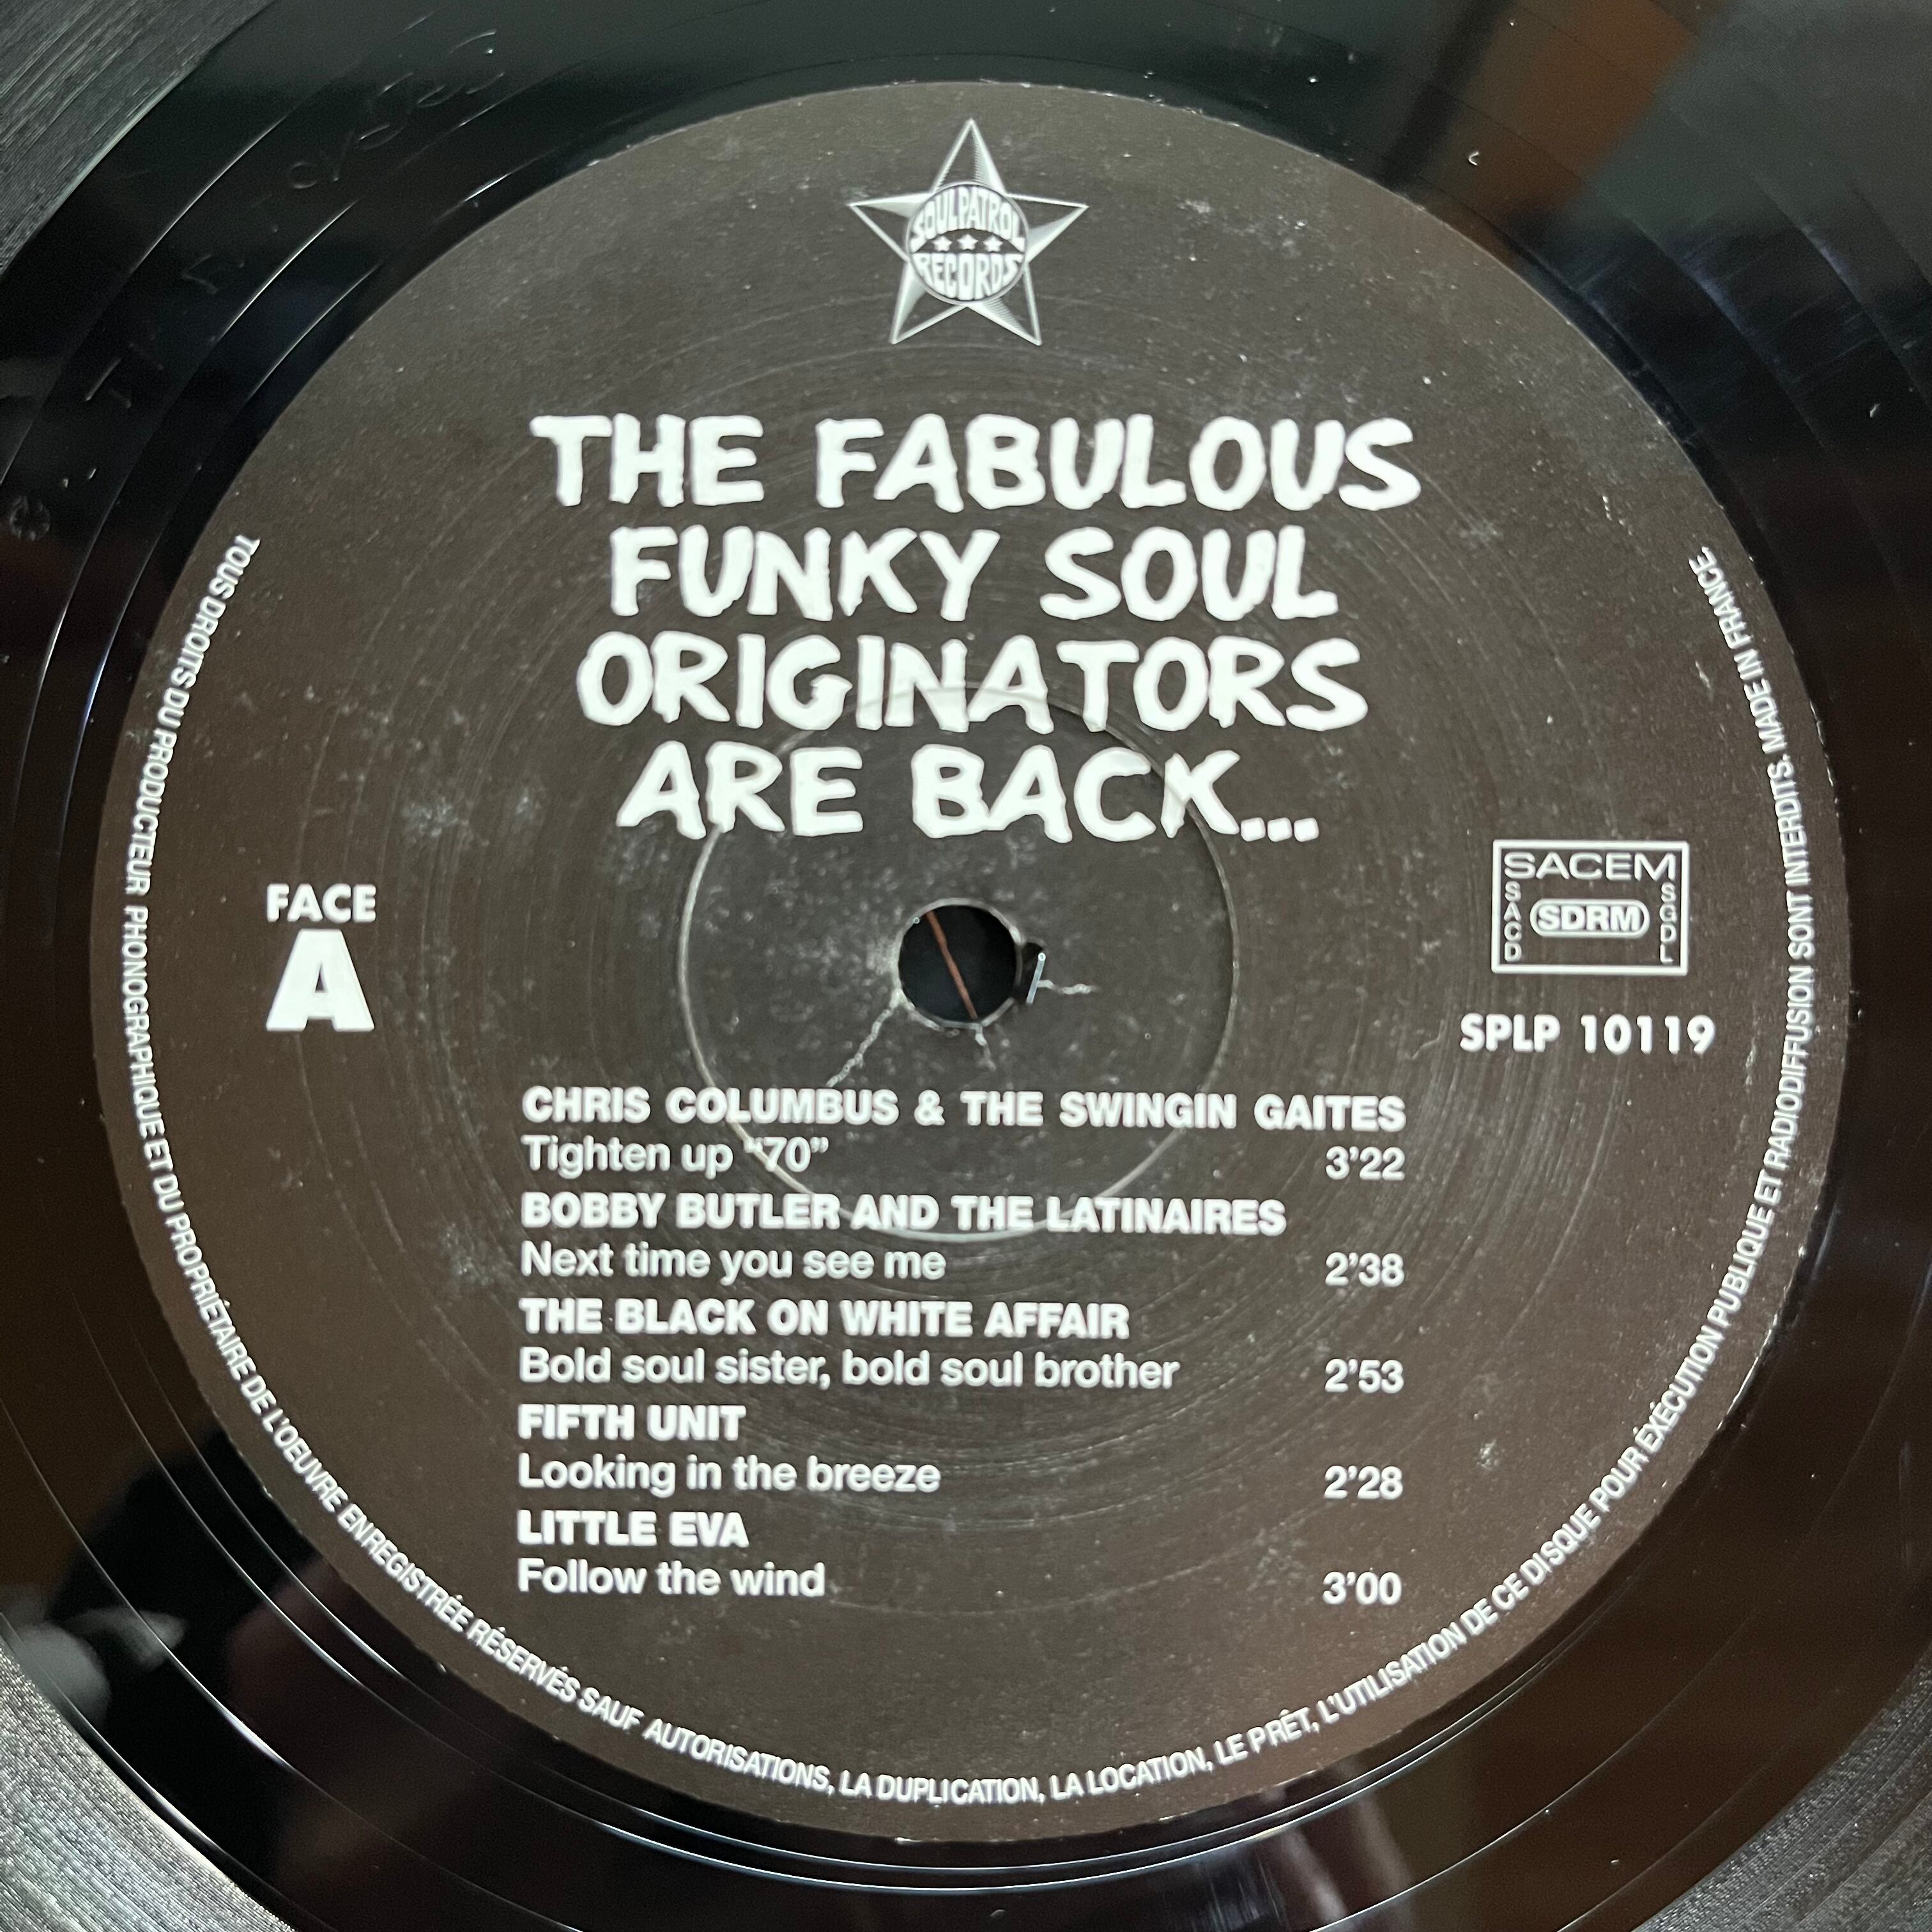 SOULPATROL
RECORDS
THE FABULOUS
FUNKY SOUL
ORIGINATORS
ARE BACK...
FACE
A
SACEM
SACD
SDRM
SGDL
SPLP 10119
CHRIS COLUMBUS & THE SWINGIN GAITES
Tighten up “70” 3’22
BOBBY BUTLER AND THE LATINAIRES
Next time you see me 2’38
THE BLACK ON WHITE AFFAIR
Bold soul sister, bold soul brother 2’53
FIFTH UNIT
Looking in the breeze 2’28
LITTLE EVA
Follow the wind 3’00
TOUS DROITS DU PRODUCTEUR PHONOGRAPHIQUE ET DU PROPRIÉTAIRE DE L'OEUVRE ENREGISTRÉE RÉSERVÉS SAUF AUTORISATIONS, LA DUPLICATION, LA LOCATION, LE PRÊT, L'UTILISATION DE CE DISQUE POUR ÉXÉCUTION PUBLIQUE ET RADIODIFFUSION SONT INTERDITS. MADE IN FRANCE.